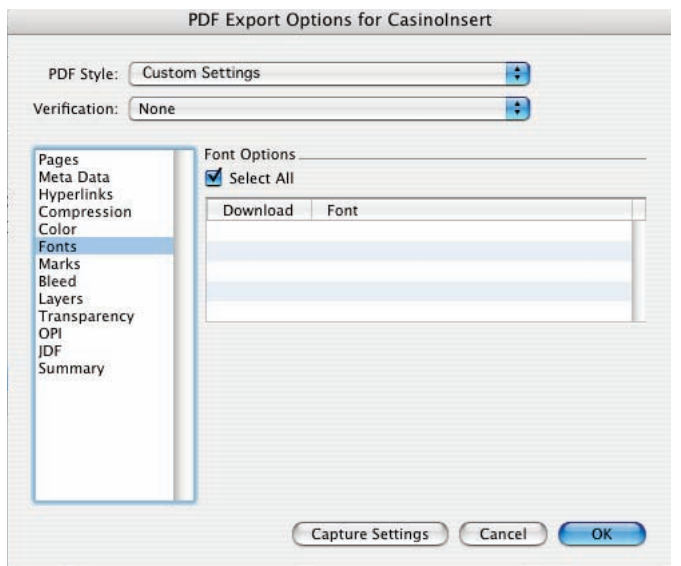 PDF Export Options for CasinoInsert
PDF Style: Custom Settings
Verification: None
Pages
Meta Data
Hyperlinks
Compression
Color
Fonts
Marks
Bleed
Layers
Transparency
OPI
JDF
Summary
Font Options
Select All
Download Font
Capture Settings Cancel OK